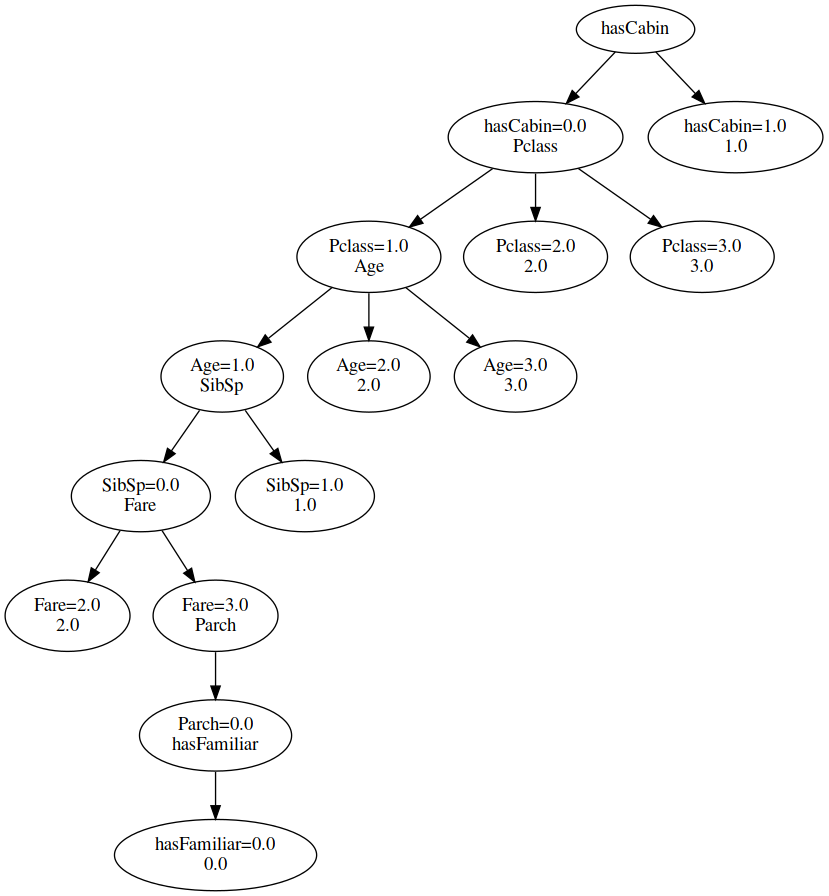 hasCabin
hasCabin=0.0
Pclass
hasCabin=1.0
1.0
Pclass=1.0
Age
Pclass=2.0
2.0
Pclass=3.0
3.0
Age=1.0
SibSp
Age=2.0
2.0
Age=3.0
3.0
SibSp=0.0
Fare
SibSp=1.0
1.0
Fare=2.0
2.0
Fare=3.0
Parch
Parch=0.0
hasFamiliar
hasFamiliar=0.0
0.0